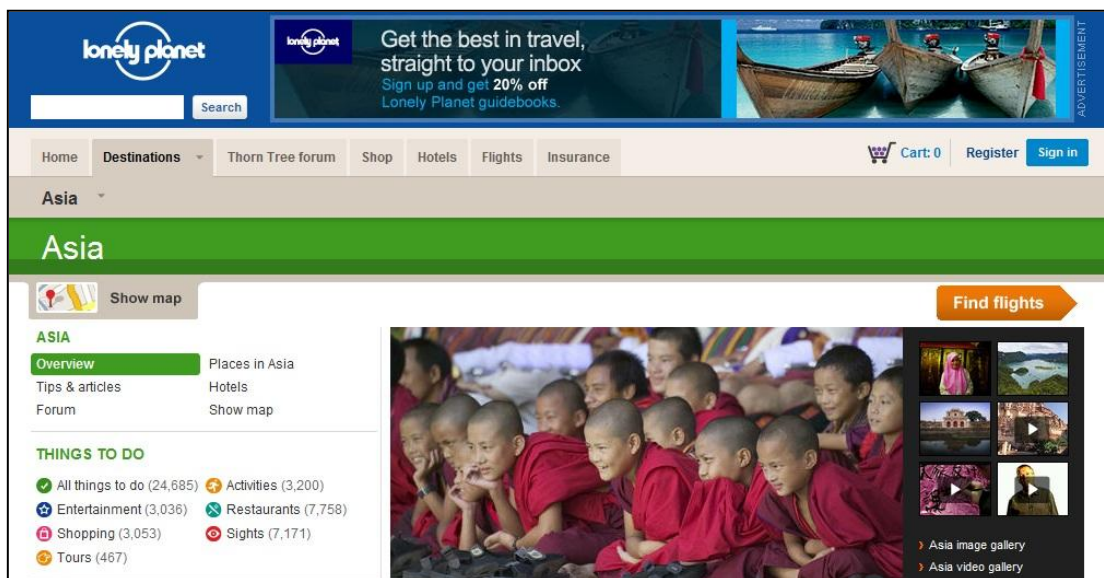 lonely planet
Search
lonely planet
Get the best in travel,
straight to your inbox
Sign up and get 20% off
Lonely Planet guidebooks.
ADVERTISEMENT
Home Destinations Thorn Tree forum Shop Hotels Flights Insurance
Cart: 0 Register Sign in
Asia
Asia
Show map
Find flights
ASIA
Overview Places in Asia
Tips & articles Hotels
Forum Show map
THINGS TO DO
All things to do (24,685) Activities (3,200)
Entertainment (3,036) Restaurants (7,758)
Shopping (3,053) Sights (7,171)
Tours (467)
Asia image gallery
Asia video gallery